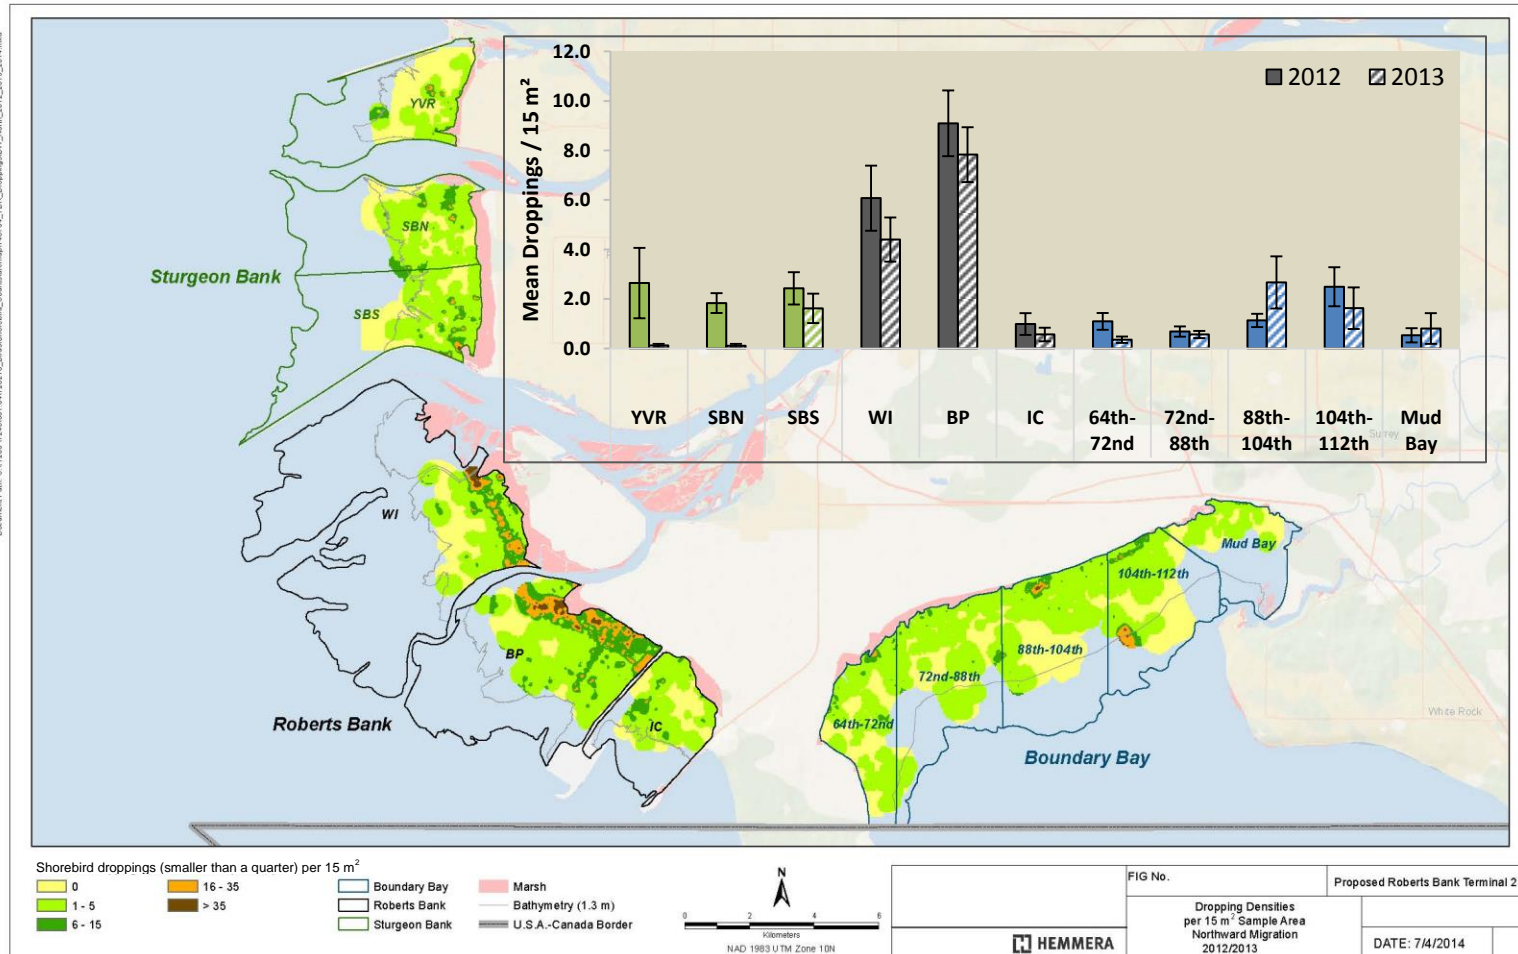 12.0
10.0
8.0
6.0
4.0
2.0
0.0
Mean Droppings / 15 m²
2012
2013
YVR
SBN
SBS
WI
BP
IC
64th-
72nd
72nd-
88th
88th-
104th
104th-
112th
Mud
Bay
Surrey
YVR
SBN
Sturgeon Bank
SBS
WI
BP
Roberts Bank
IC
Mud Bay
104th-112th
88th-104th
72nd-88th
64th-72nd
White Rock
Boundary Bay
Shorebird droppings (smaller than a quarter) per 15 m²
0
1 - 5
6 - 15
16 - 35
> 35
Boundary Bay
Roberts Bank
Sturgeon Bank
Marsh
Bathymetry (1.3 m)
U.S.A.-Canada Border
N
0 2 4 6
Kilometers
NAD 1983 UTM Zone 10N
HEMMERA
FIG No.
Proposed Roberts Bank Terminal 2
Dropping Densities
per 15 m² Sample Area
Northward Migration
2012/2013
DATE: 7/4/2014